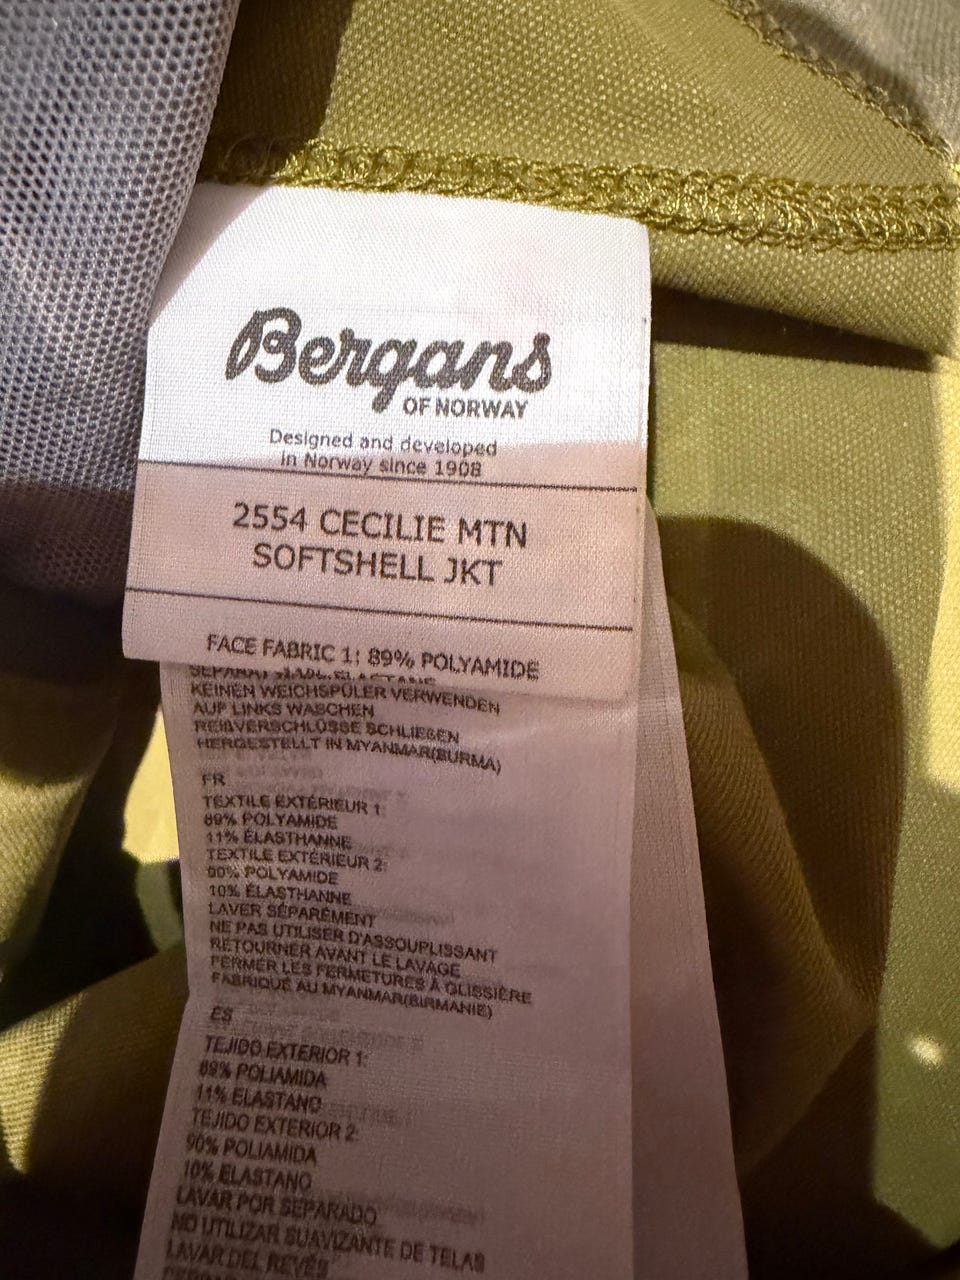 Bergans
OF NORWAY
Designed and developed
in Norway since 1908
2554 CECILIE MTN
SOFTSHELL JKT
FACE FABRIC 1: 89% POLYAMIDE
SEPARAT
KEINEN WEICHSPÜLER VERWENDEN
AUF LINKS WASCHEN
REIßVERSCHLÜSSE SCHLIEßEN
HERGESTELLT IN MYANMAR(BURMA)
FR
TEXTILE EXTÉRIEUR 1:
89% POLYAMIDE
11% ÉLASTHANNE
TEXTILE EXTÉRIEUR 2:
90% POLYAMIDE
10% ÉLASTHANNE
LAVER SÉPARÉMENT
NE PAS UTILISER D'ASSOUPLISSANT
RETOURNER AVANT LE LAVAGE
FERMER LES FERMETURES À GLISSIÈRE
FABRIQUÉ AU MYANMAR(BIRMANIE)
ES
TEJIDO EXTERIOR 1:
89% POLIAMIDA
11% ELASTANO
TEJIDO EXTERIOR 2:
90% POLIAMIDA
10% ELASTANO
LAVAR POR SEPARADO
NO UTILIZAR SUAVIZANTE DE TELAS
LAVAR DEL REVÉS